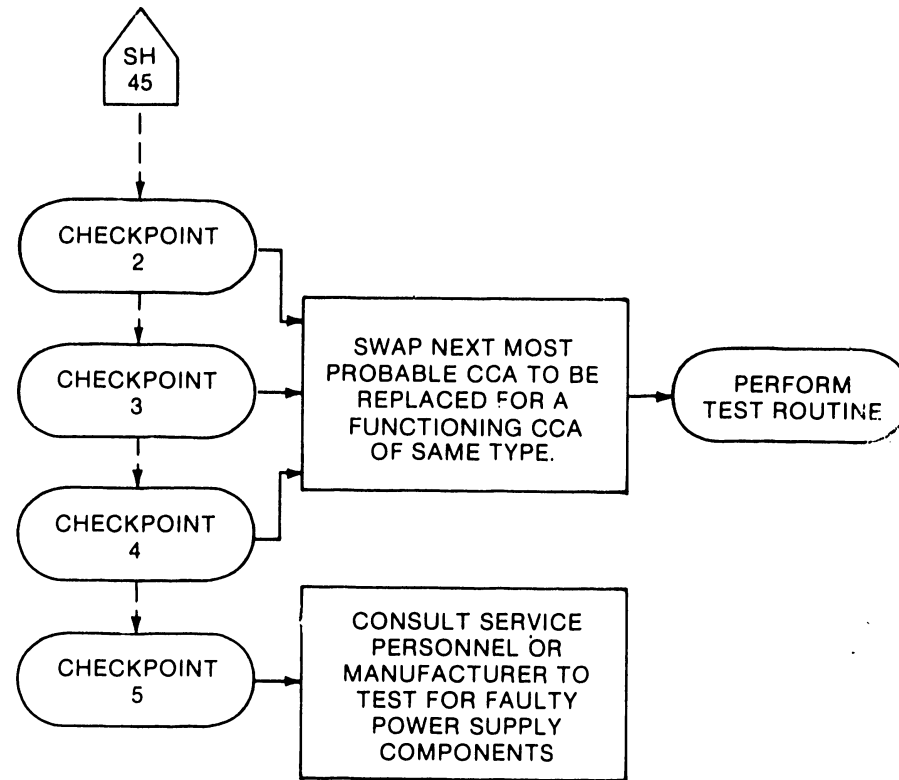 SH
45
CHECKPOINT
2
CHECKPOINT
3
CHECKPOINT
4
CHECKPOINT
5
SWAP NEXT MOST
PROBABLE CCA TO BE
REPLACED FOR A
FUNCTIONING CCA
OF SAME TYPE.
PERFORM
TEST ROUTINE
CONSULT SERVICE
PERSONNEL OR
MANUFACTURER TO
TEST FOR FAULTY
POWER SUPPLY
COMPONENTS